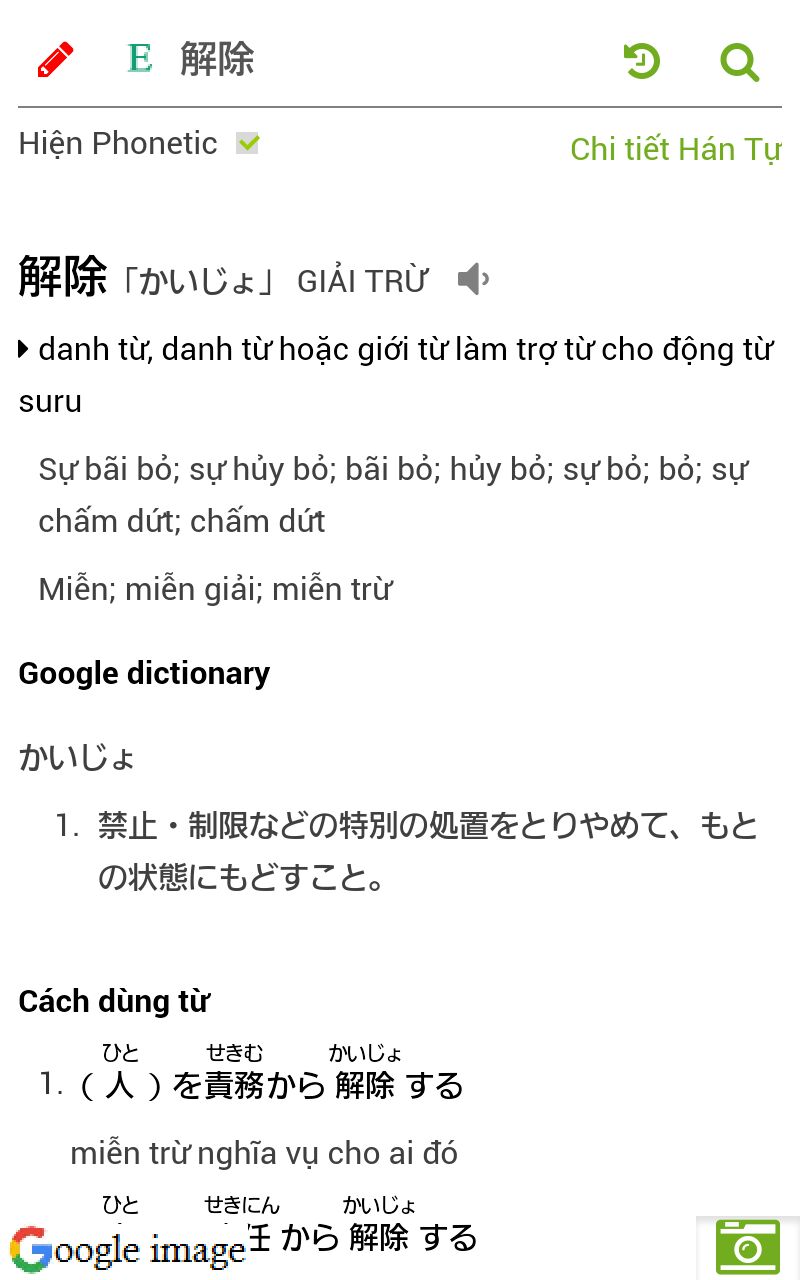 E 解除
Hiện Phonetic
Chi tiết Hán Tự
解除「かいじょ」 GIẢI TRỪ
danh từ, danh từ hoặc giới từ làm trợ từ cho động từ
suru
Sự bãi bỏ; sự hủy bỏ; bãi bỏ; hủy bỏ; sự bỏ; bỏ; sự
chấm dứt; chấm dứt
Miễn; miễn giải; miễn trừ
Google dictionary
かいじょ
1. 禁止・制限などの特別の処置をとりやめて、もと
の状態にもどすこと。
Cách dùng từ
ひと せきむ かいじょ
1. ( 人 ) を責務から 解除 する
miễn trừ nghĩa vụ cho ai đó
ひと せきにん かいじょ
任 から 解除 する
Google image